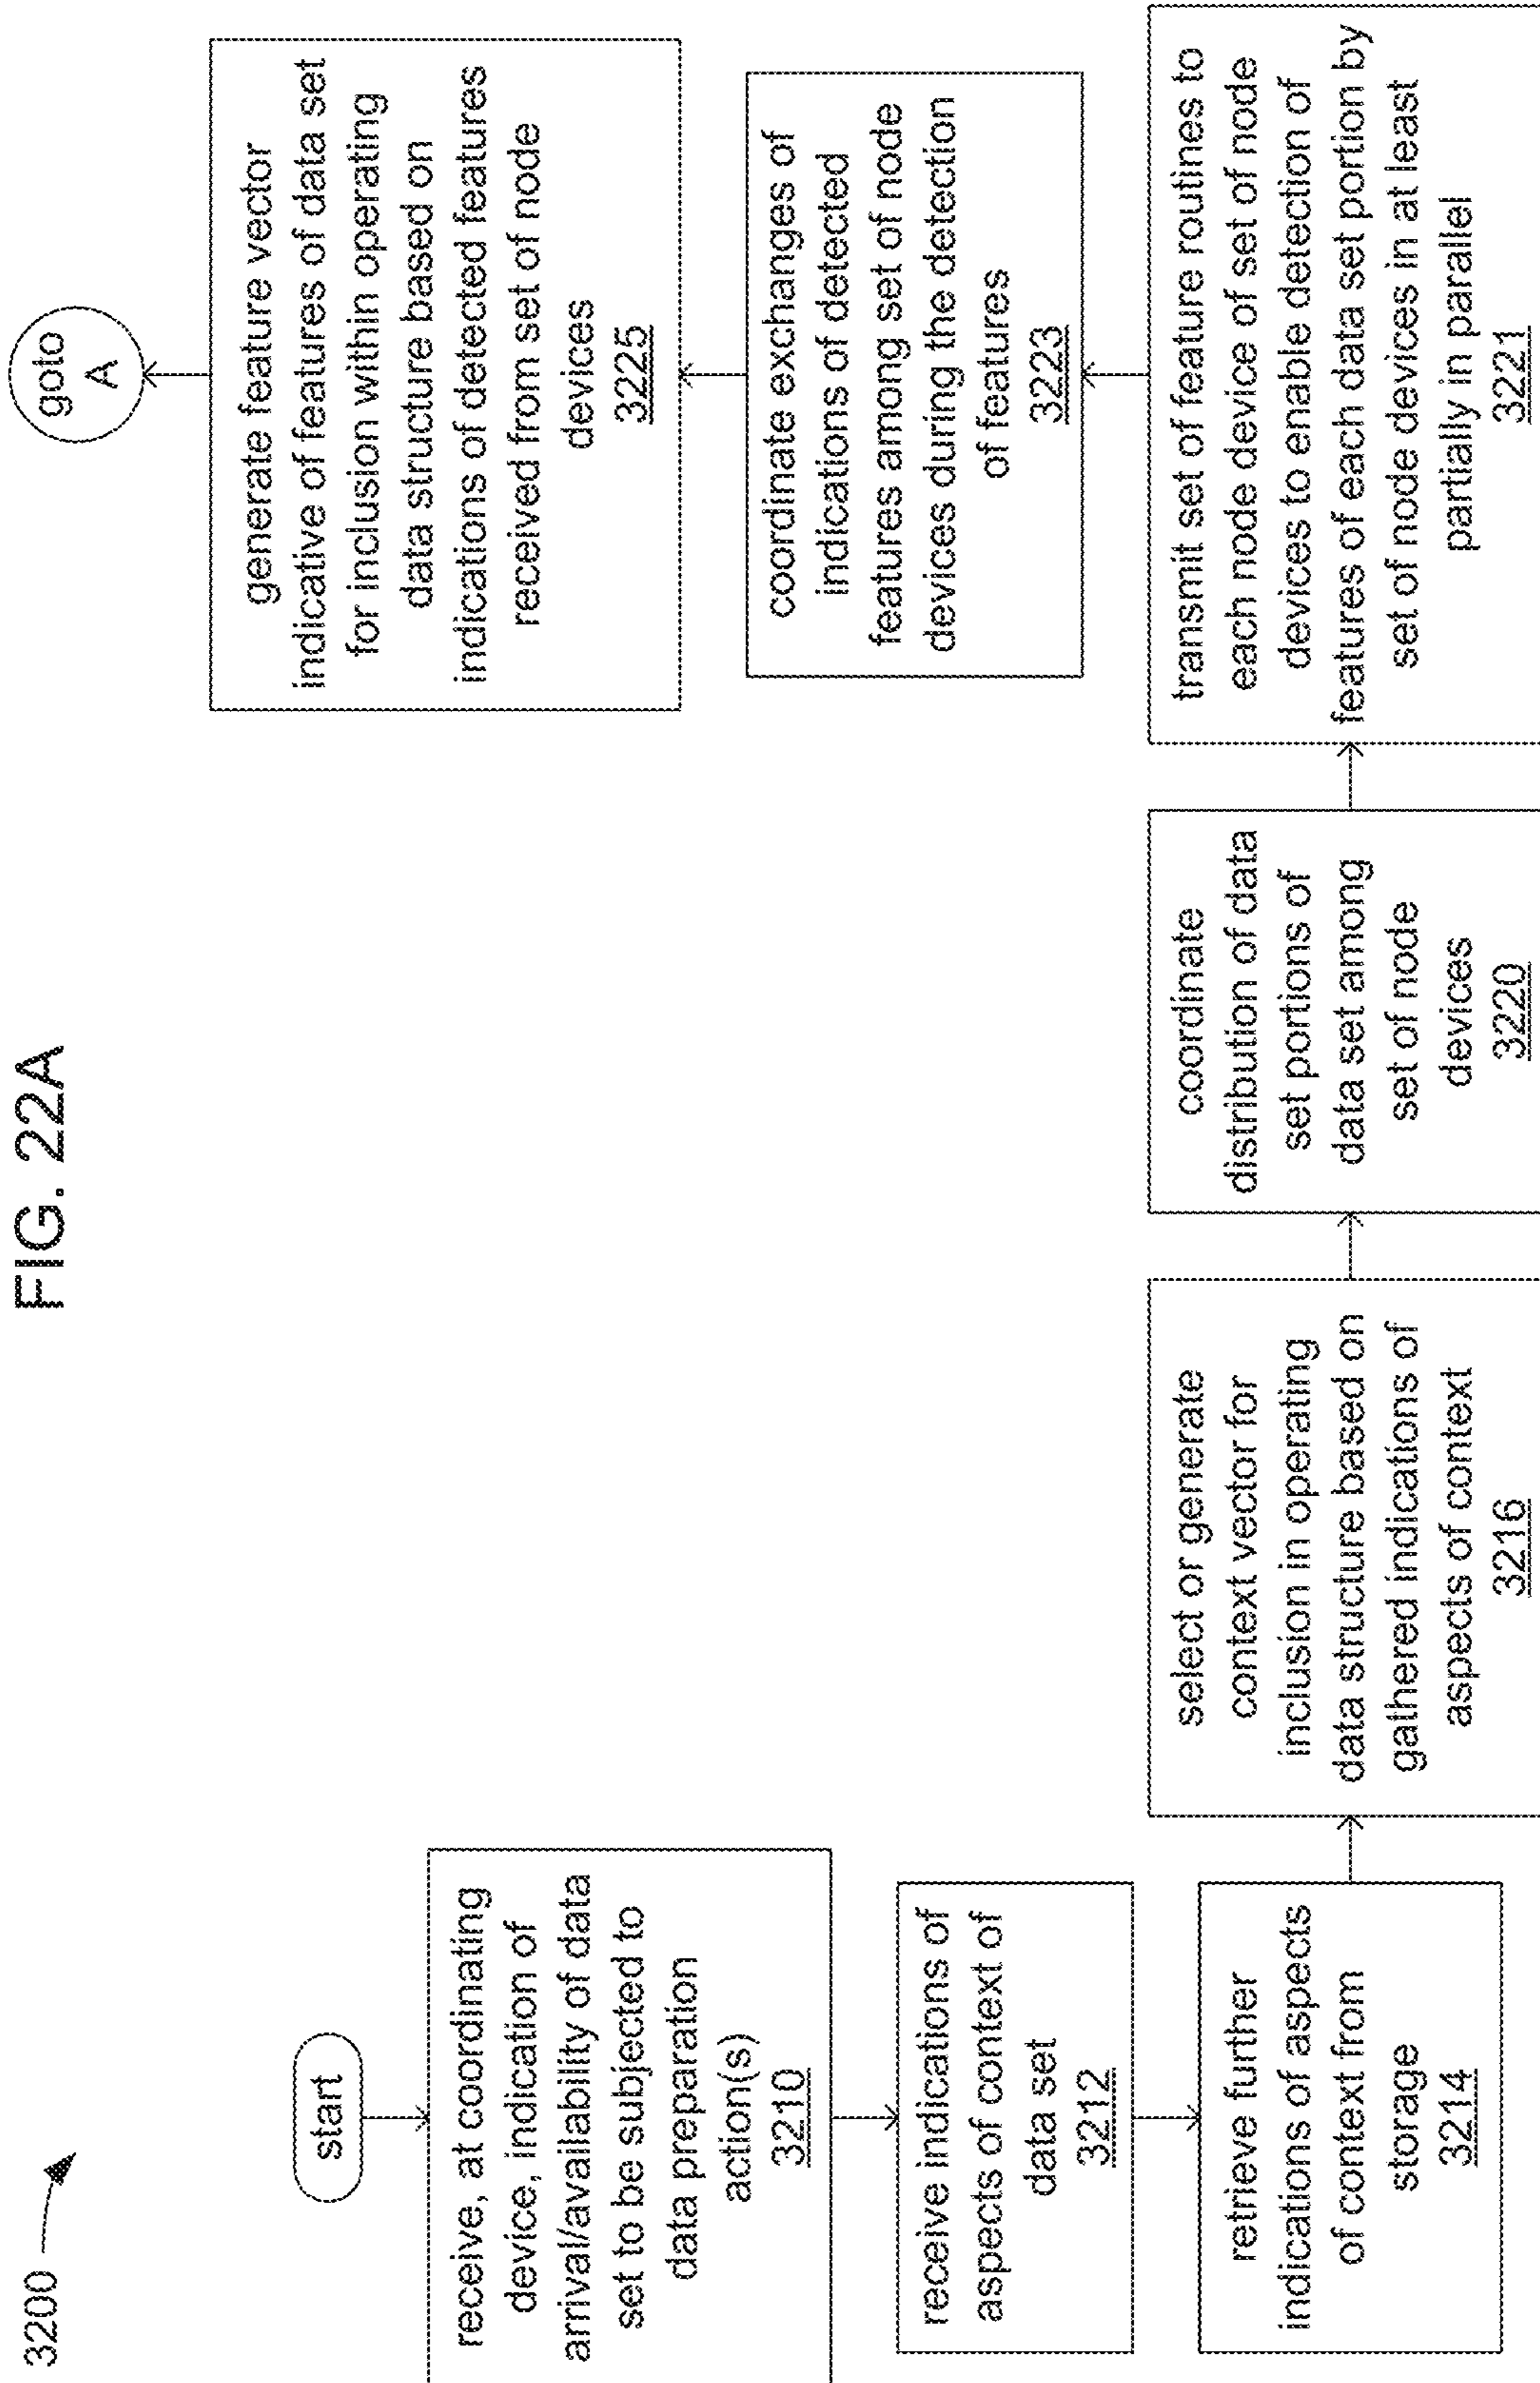 FIG. 22A
3200
start
receive, at coordinating
device, indication of
arrival/availability of data
set to be subjected to
data preparation
action(s)
3210
receive indications of
aspects of context of
data set
3212
retrieve further
indications of aspects
of context from
storage
3214
select or generate
context vector for
inclusion in operating
data structure based on
gathered indications of
aspects of context
3216
coordinate
distribution of data
set portions of
data set among
set of node
devices
3220
transmit set of feature routines to
each node device of set of node
devices to enable detection of
features of each data set portion by
set of node devices in at least
partially in parallel
3221
coordinate exchanges of
indications of detected
features among set of node
devices during the detection
of features
3223
generate feature vector
indicative of features of data set
for inclusion within operating
data structure based on
indications of detected features
received from set of node
devices
3225
goto
A